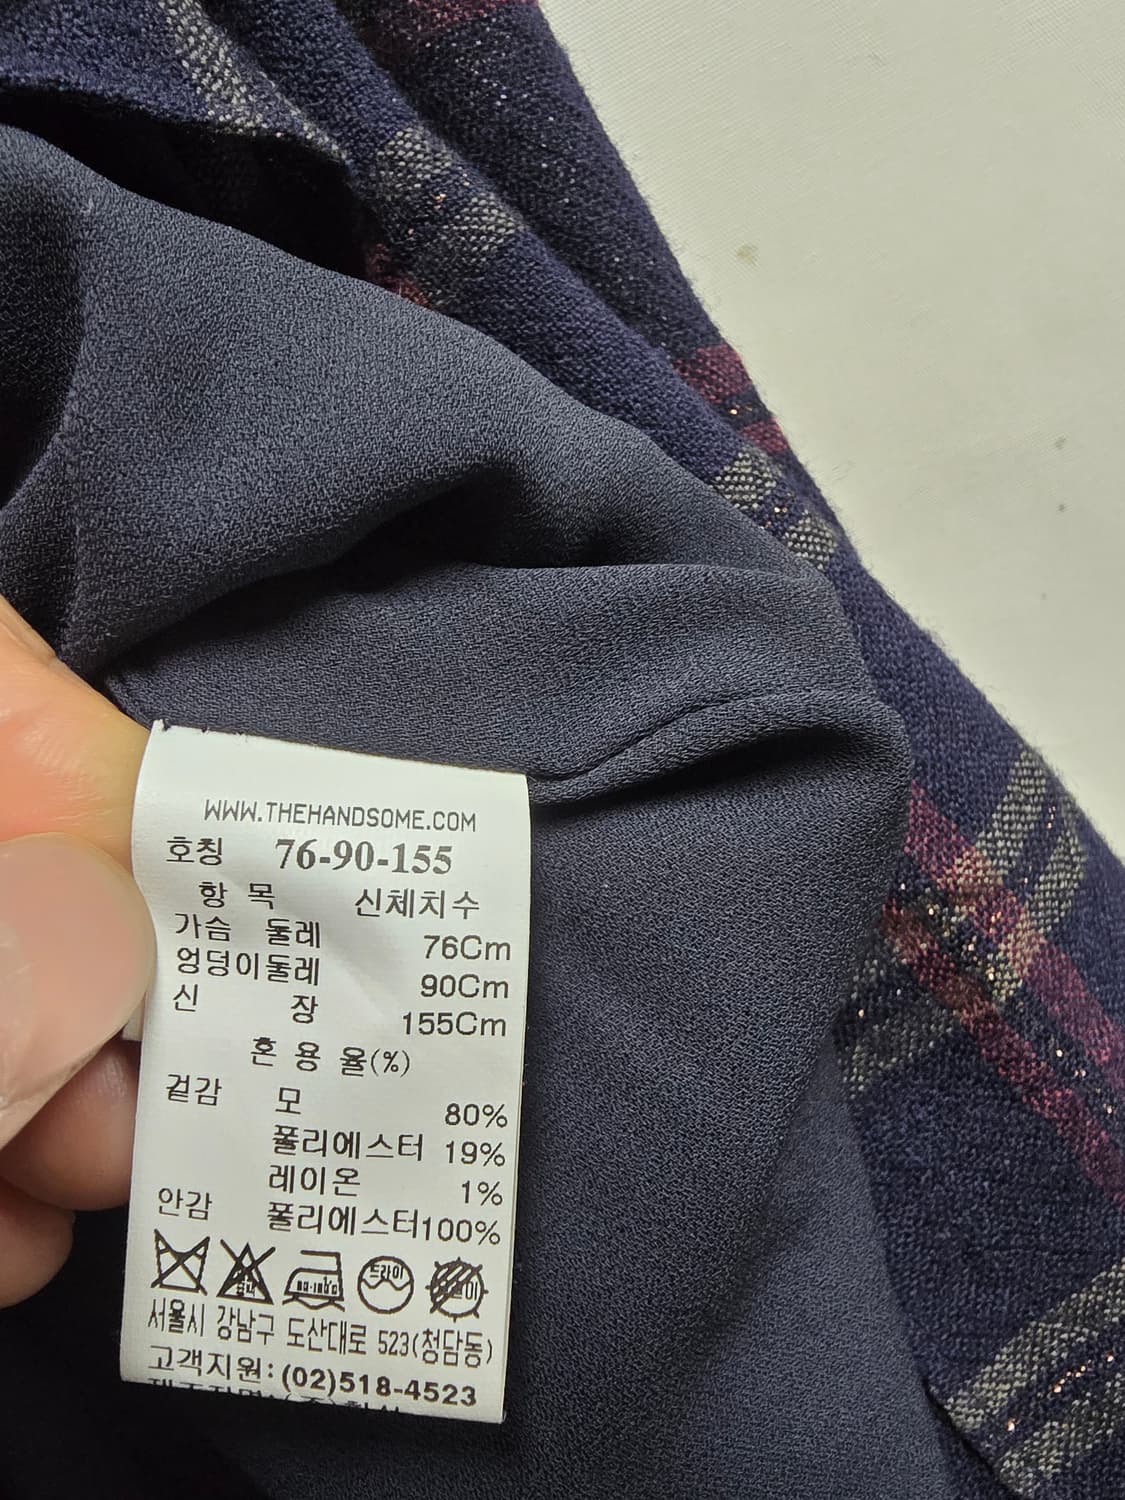 WWW.THEHANDSOME.COM
호칭 76-90-155
항 목 신체치수
가슴 둘레 76Cm
엉덩이둘레 90Cm
신 장 155Cm
혼 용 율(%)
겉감 모 80%
폴리에스터 19%
레이온 1%
안감 폴리에스터100%
드라이
서울시 강남구 도산대로 523(청담동)
고객지원: (02)518-4523